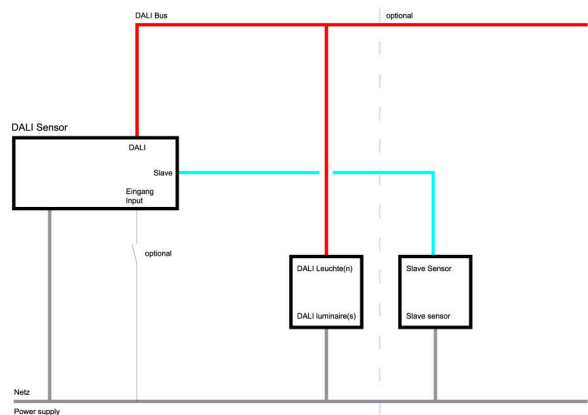 DALI Bus
optional
DALI Sensor
DALI
Slave
Eingang
Input
optional
DALI Leuchte(n)
Slave Sensor
DALI luminaire(s)
Slave sensor
Netz
Power supply